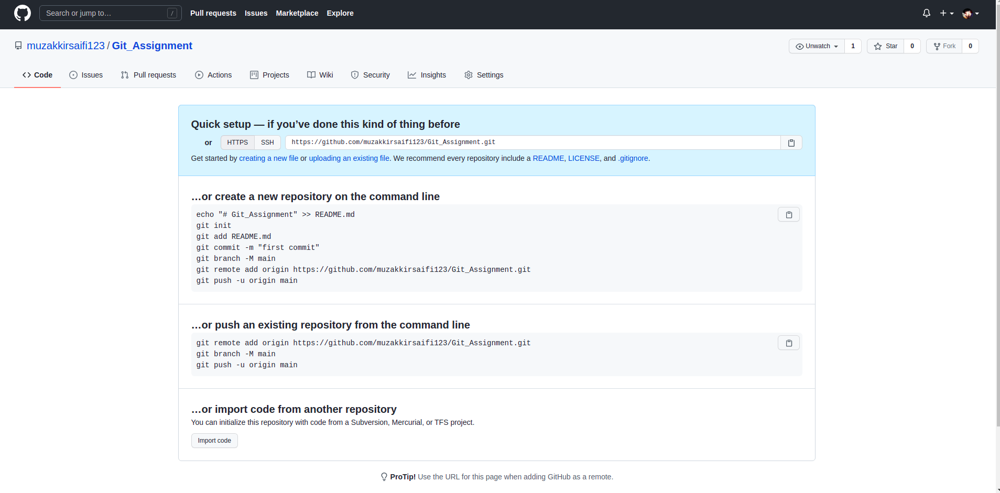 Search or jump to…
/
Pull requests
Issues
Marketplace
Explore
muzakkirsaifi123 / Git_Assignment
Unwatch 1
Star 0
Fork 0
Code
Issues
Pull requests
Actions
Projects
Wiki
Security
Insights
Settings
Quick setup — if you’ve done this kind of thing before
or HTTPS SSH https://github.com/muzakkirsaifi123/Git_Assignment.git
Get started by creating a new file or uploading an existing file. We recommend every repository include a README, LICENSE, and .gitignore.
…or create a new repository on the command line
echo "# Git_Assignment" >> README.md
git init
git add README.md
git commit -m "first commit"
git branch -M main
git remote add origin https://github.com/muzakkirsaifi123/Git_Assignment.git
git push -u origin main
…or push an existing repository from the command line
git remote add origin https://github.com/muzakkirsaifi123/Git_Assignment.git
git branch -M main
git push -u origin main
…or import code from another repository
You can initialize this repository with code from a Subversion, Mercurial, or TFS project.
Import code
ProTip! Use the URL for this page when adding GitHub as a remote.